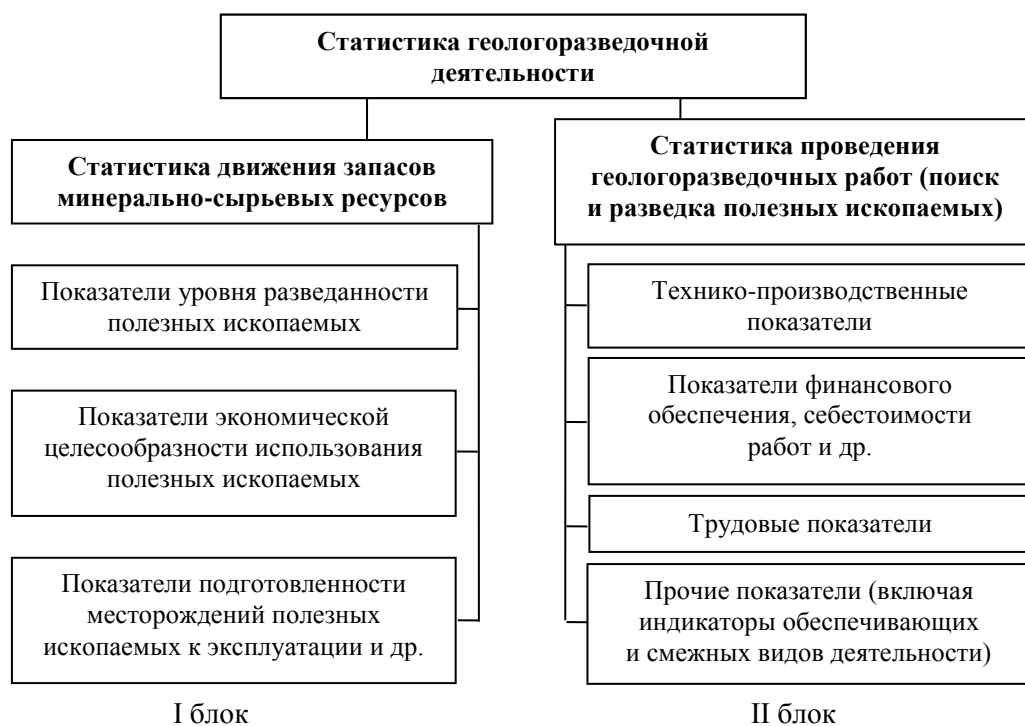 Статистика геологоразведочной
деятельности
Статистика движения запасов
минерально-сырьевых ресурсов
Показатели уровня разведанности
полезных ископаемых
Показатели экономической
целесообразности использования
полезных ископаемых
Показатели подготовленности
месторождений полезных
ископаемых к эксплуатации и др.
I блок
Статистика проведения
геологоразведочных работ (поиск
и разведка полезных ископаемых)
Технико-производственные
показатели
Показатели финансового
обеспечения, себестоимости
работ и др.
Трудовые показатели
Прочие показатели (включая
индикаторы обеспечивающих
и смежных видов деятельности)
II блок